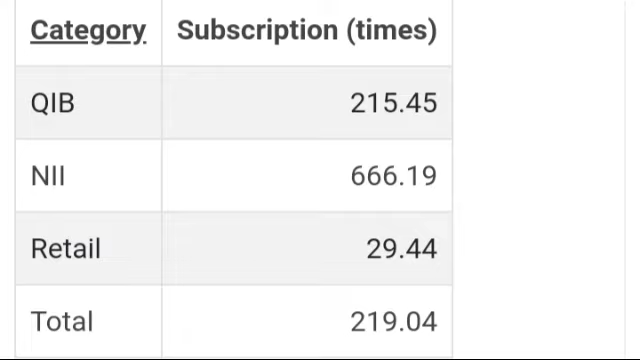 Category Subscription (times)
QIB 215.45
NII 666.19
Retail 29.44
Total 219.04